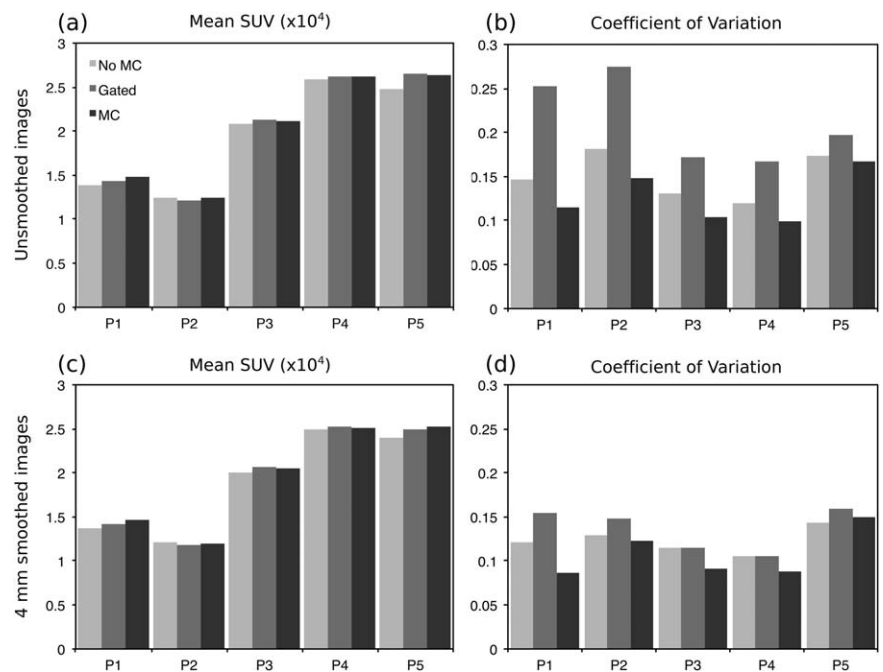 (a)
Mean SUV (x10⁴)
Unsmoothed images
3
2.5
2
1.5
1
0.5
0
No MC
Gated
MC
P1 P2 P3 P4 P5
(b)
Coefficient of Variation
0.3
0.25
0.2
0.15
0.1
0.05
0
P1 P2 P3 P4 P5
(c)
Mean SUV (x10⁴)
4 mm smoothed images
3
2.5
2
1.5
1
0.5
0
P1 P2 P3 P4 P5
(d)
Coefficient of Variation
0.3
0.25
0.2
0.15
0.1
0.05
0
P1 P2 P3 P4 P5